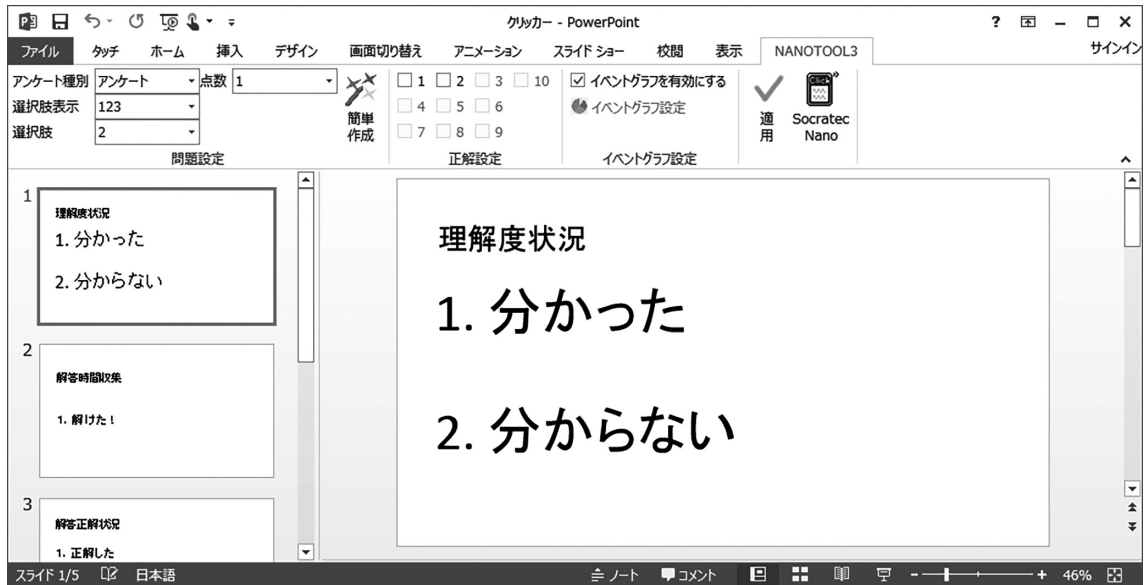 クリッカー - PowerPoint
ファイル タッチ ホーム 挿入 デザイン 画面切り替え アニメーション スライド ショー 校閲 表示 NANOTOOL3 サインイン
アンケート種別 アンケート 点数 1
選択肢表示 123
選択肢 2
簡単作成
問題設定
1 2 3 10
4 5 6
7 8 9
正解設定
イベントグラフを有効にする
イベントグラフ設定
イベントグラフ設定
適用
Click
Socratec
Nano
1
理解度状況
1. 分かった
2. 分からない
2
解答時間収集
1. 解けた!
3
解答正解状況
1. 正解した
理解度状況
1. 分かった
2. 分からない
スライド 1/5 日本語 ノート コメント 46%